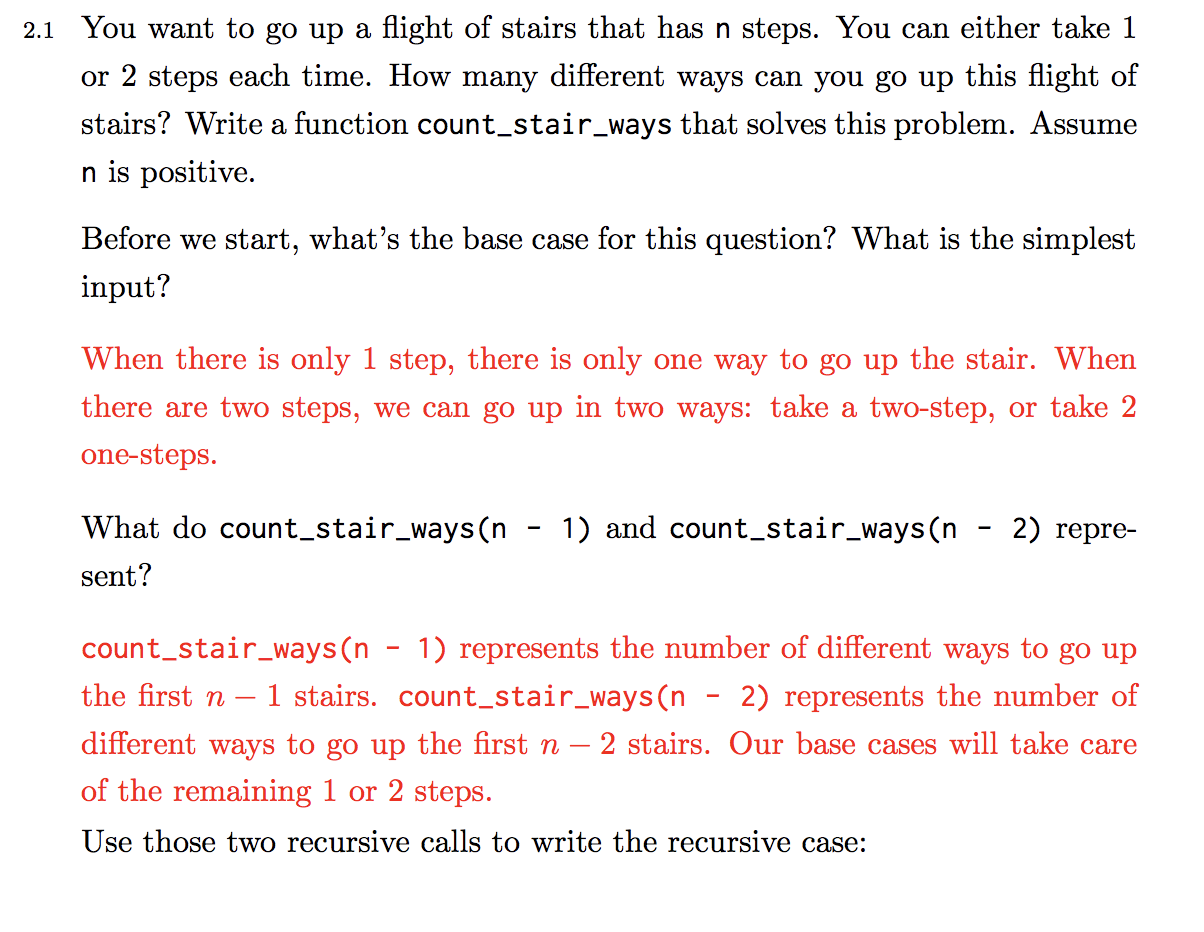 2.1 You want to go up a flight of stairs that has n steps. You can either take 1
or 2 steps each time. How many different ways can you go up this flight of
stairs? Write a function count_stair_ways that solves this problem. Assume
n is positive.
Before we start, what's the base case for this question? What is the simplest
input?
When there is only 1 step, there is only one way to go up the stair. When
there are two steps, we can go up in two ways: take a two-step, or take 2
one-steps.
What do count_stair_ways(n - 1) and count_stair_ways(n - 2) repre-
sent?
count_stair_ways(n - 1) represents the number of different ways to go up
the first n − 1 stairs. count_stair_ways(n - 2) represents the number of
different ways to go up the first n − 2 stairs. Our base cases will take care
of the remaining 1 or 2 steps.
Use those two recursive calls to write the recursive case: